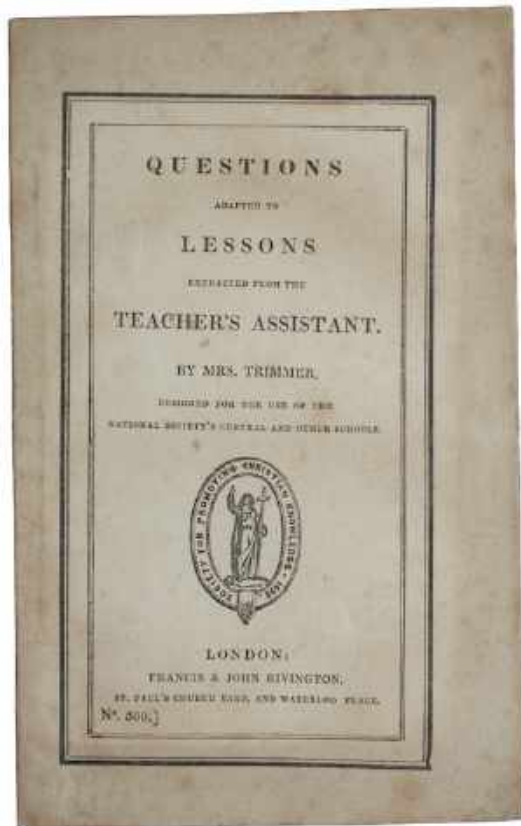 QUESTIONS
ADAPTED TO
LESSONS
EXTRACTED FROM THE
TEACHER'S ASSISTANT.
BY MRS. TRIMMER,
DESIGNED FOR THE USE OF THE
NATIONAL SOCIETY'S CENTRAL AND OTHER SCHOOLS.
SOCIETY FOR PROMOTING CHRISTIAN KNOWLEDGE
LONDON:
FRANCIS & JOHN RIVINGTON,
ST. PAUL'S CHURCH YARD, AND WATERLOO PLACE.
Nº.